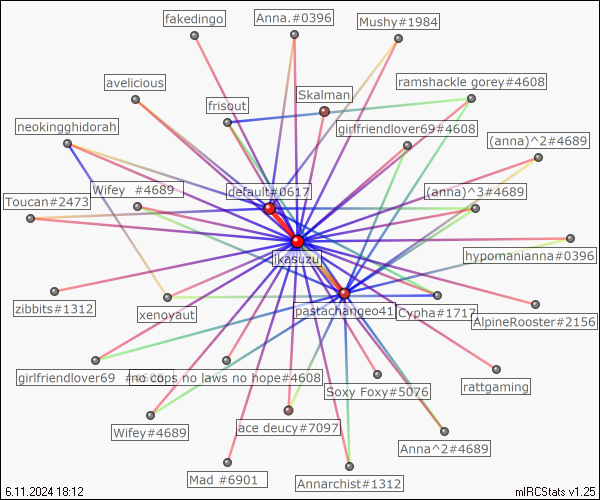 fakedingo
Anna.#0396
Mushy#1984
avelicious
Skalman
ramshackle gorey#4608
frisout
neokingghidorah
girlfriendlover69#4608
(anna)^2#4689
Wifey #4689
default#0617
(anna)^3#4689
Toucan#2473
ikasuzu
hypomanianna#0396
zibbits#1312
xenoyaut
pastachangeo41
Cypha#1717
AlpineRooster#2156
girlfriendlover69
no cops no laws no hope#4608
Soxy Foxy#5076
rattgaming
Wifey#4689
ace deucy#7097
Anna^2#4689
Mad #6901
Annarchist#1312
6.11.2024 18:12
mIRCStats v1.25